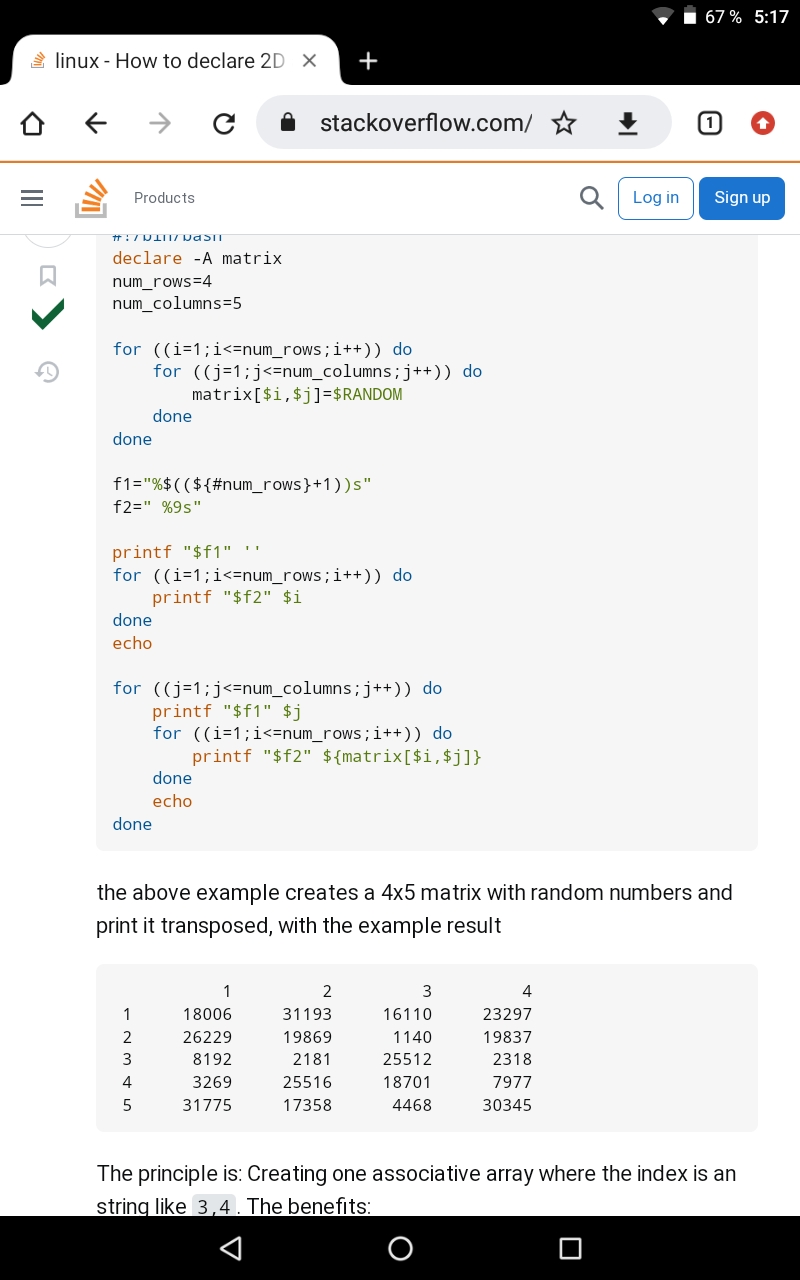 67 % 5:17
linux - How to declare 2D
stackoverflow.com/ 1
Products Log in Sign up
#!/bin/bash
declare -A matrix
num_rows=4
num_columns=5
for ((i=1;i<=num_rows;i++)) do
    for ((j=1;j<=num_columns;j++)) do
        matrix[$i,$j]=$RANDOM
    done
done
f1="%$((${#num_rows}+1))s"
f2=" %9s"
printf "$f1" ''
for ((i=1;i<=num_rows;i++)) do
    printf "$f2" $i
done
echo
for ((j=1;j<=num_columns;j++)) do
    printf "$f1" $j
    for ((i=1;i<=num_rows;i++)) do
        printf "$f2" ${matrix[$i,$j]}
    done
    echo
done
the above example creates a 4x5 matrix with random numbers and
print it transposed, with the example result
1 2 3 4
1 18006 31193 16110 23297
2 26229 19869 1140 19837
3 8192 2181 25512 2318
4 3269 25516 18701 7977
5 31775 17358 4468 30345
The principle is: Creating one associative array where the index is an
string like 3,4. The benefits: